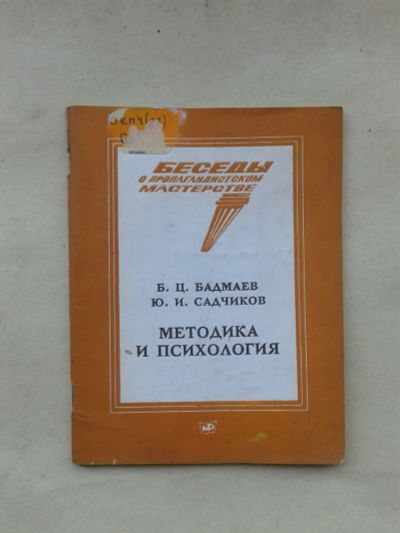 БЕСЕДЫ
О ПРОПАГАНДИСТСКОМ
МАСТЕРСТВЕ
Б. Ц. БАДМАЕВ
Ю. И. САДЧИКОВ
МЕТОДИКА
И ПСИХОЛОГИЯ